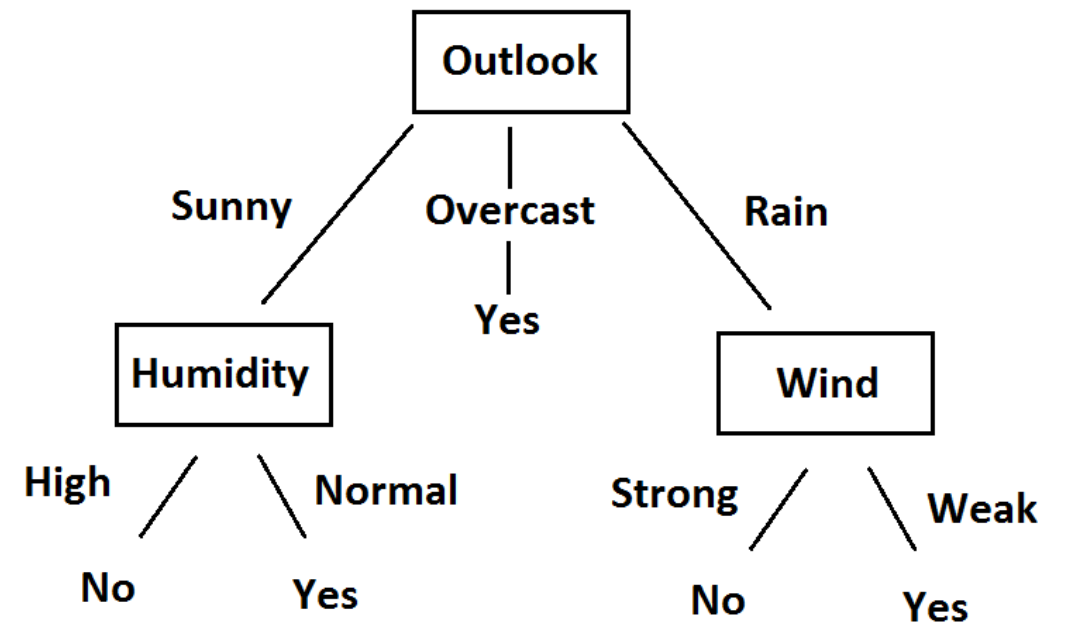 Outlook
Sunny
Overcast
Rain
Yes
Humidity
Wind
High
Normal
Strong
Weak
No
Yes
No
Yes